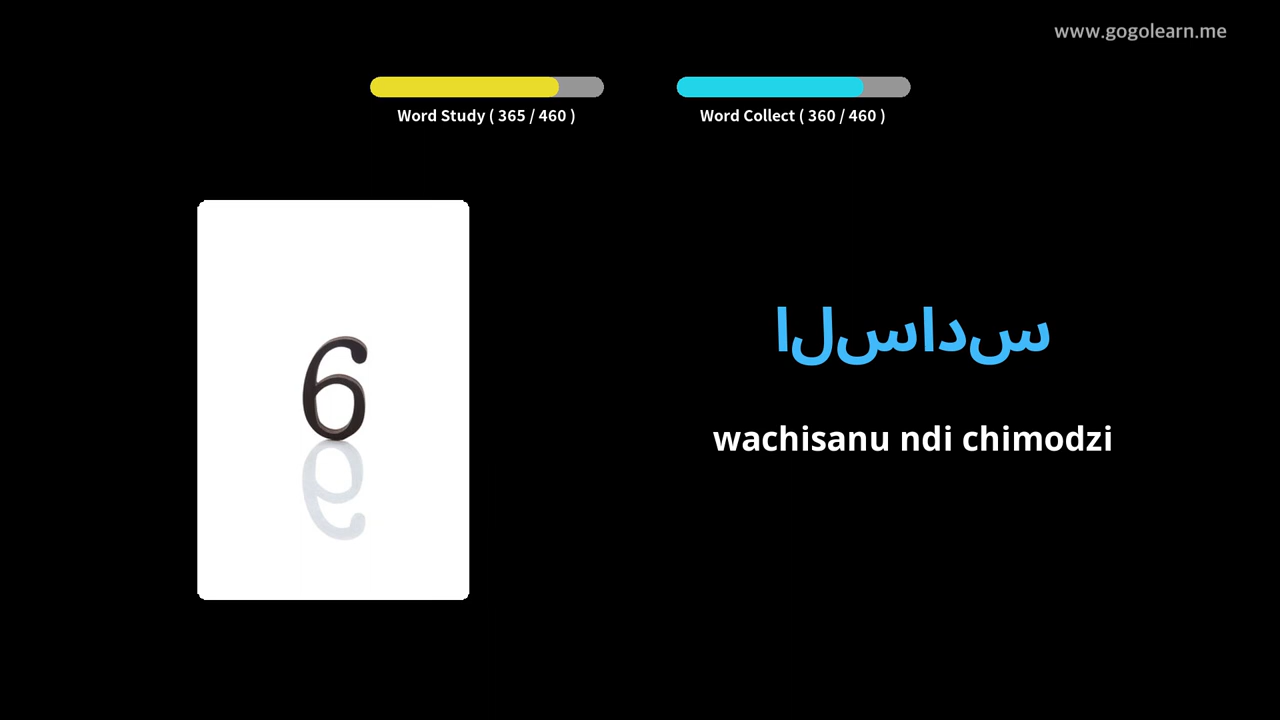 www.gogolearn.me
Word Study ( 365 / 460 )
Word Collect ( 360 / 460 )
السادس
wachisanu ndi chimodzi
6